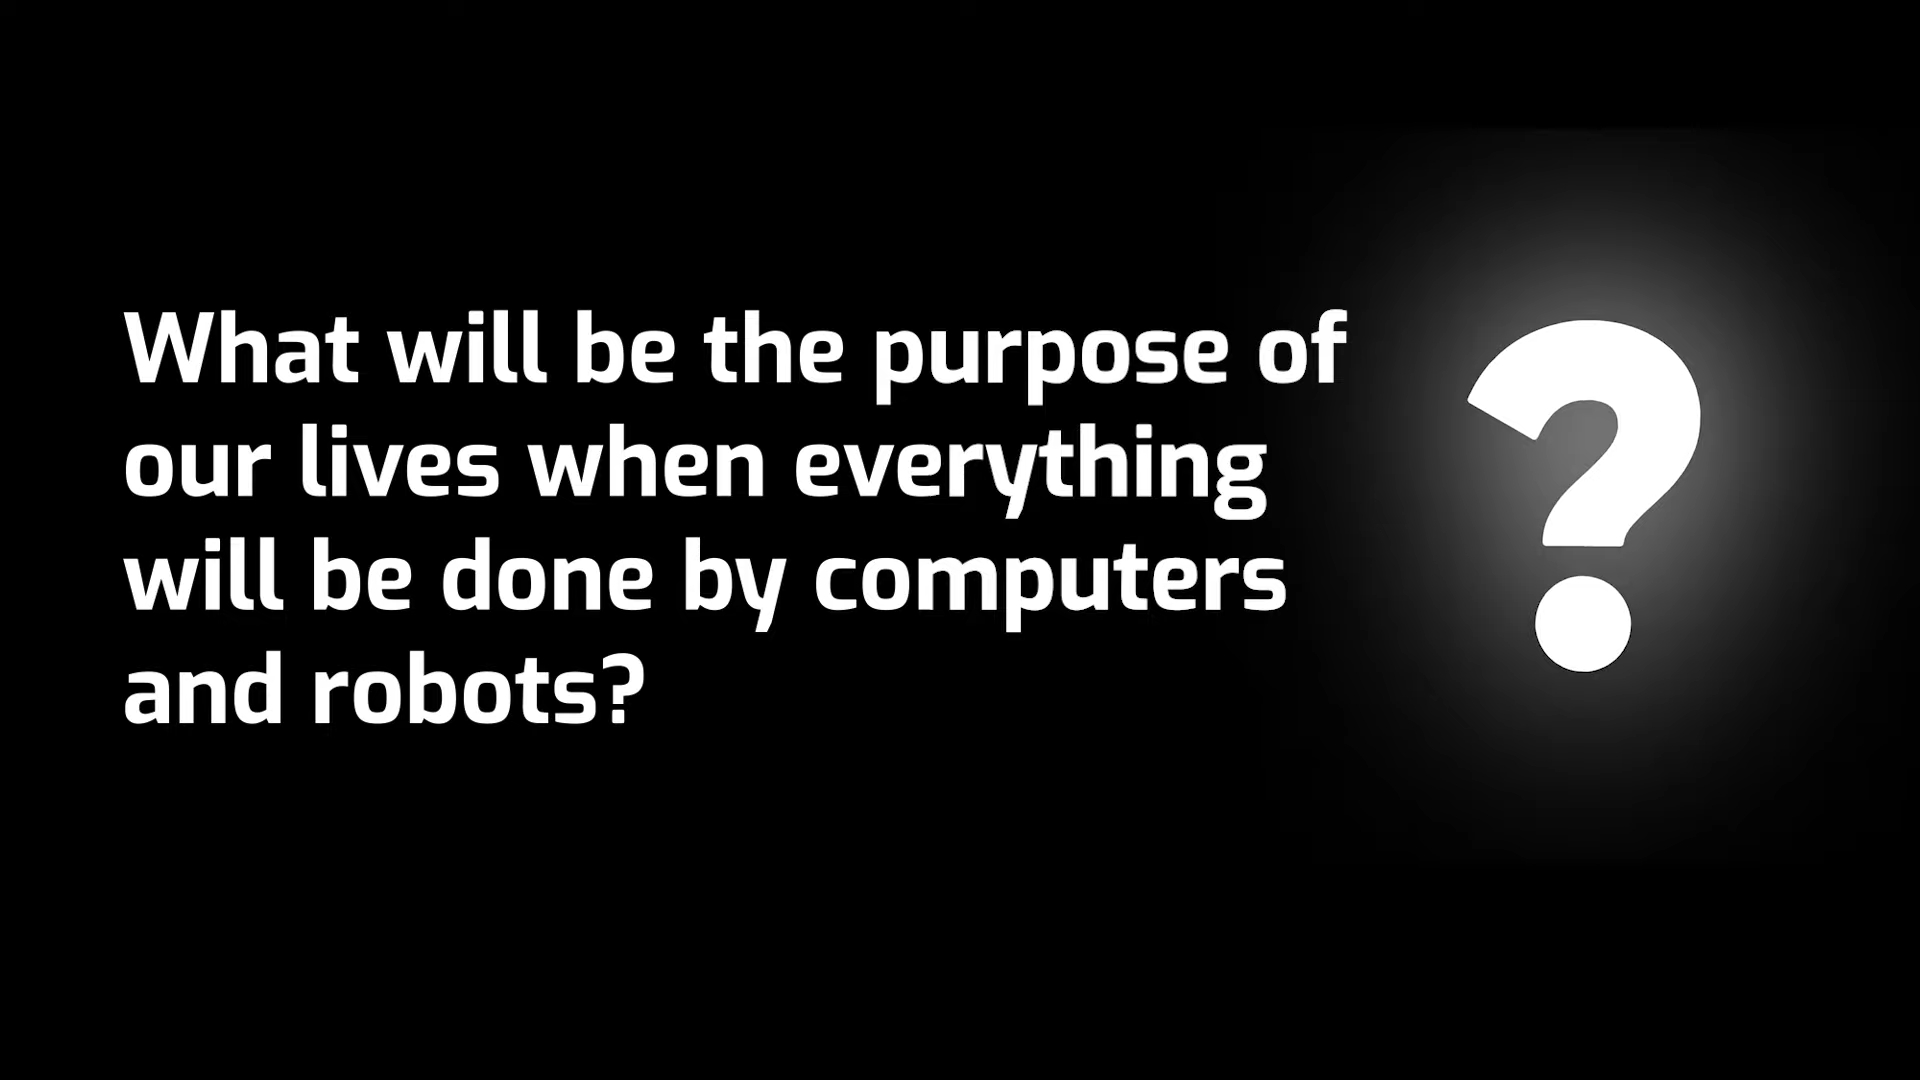 What will be the purpose of
our lives when everything
will be done by computers
and robots?
?